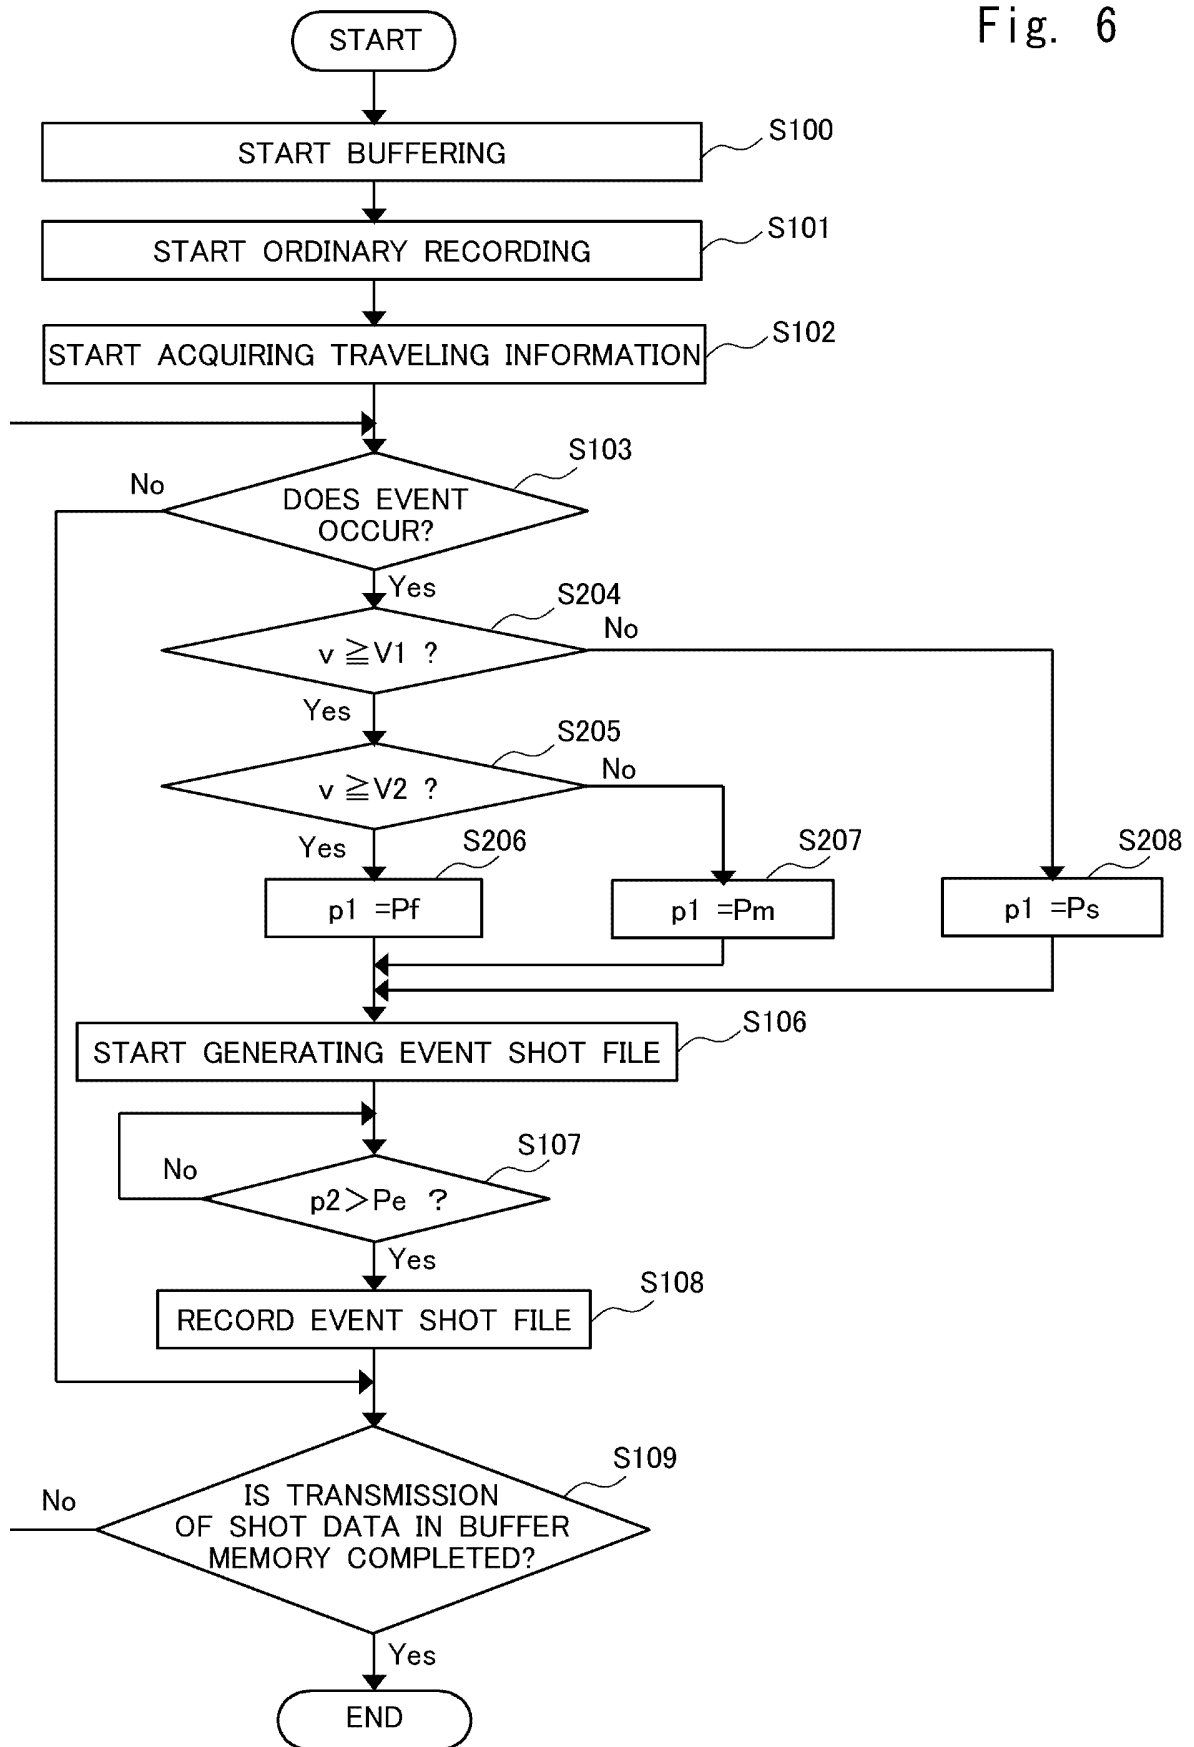 Fig. 6
START
S100
START BUFFERING
S101
START ORDINARY RECORDING
S102
START ACQUIRING TRAVELING INFORMATION
S103
No
DOES EVENT
OCCUR?
Yes
S204
No
v ≧V1 ?
Yes
S205
No
v ≧V2 ?
Yes
S206
S207
S208
p1 =Pf
p1 =Pm
p1 =Ps
S106
START GENERATING EVENT SHOT FILE
S107
No
p2>Pe ?
Yes
S108
RECORD EVENT SHOT FILE
S109
No
IS TRANSMISSION
OF SHOT DATA IN BUFFER
MEMORY COMPLETED?
Yes
END